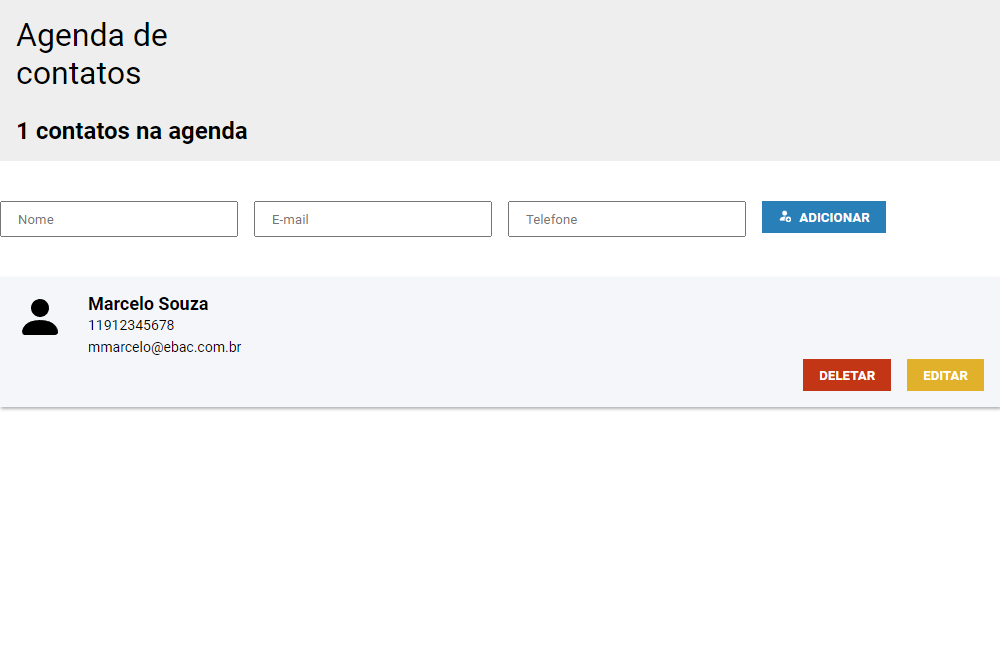 Agenda de
contatos
1 contatos na agenda
Nome
E-mail
Telefone
ADICIONAR
Marcelo Souza
11912345678
mmarcelo@ebac.com.br
DELETAR
EDITAR